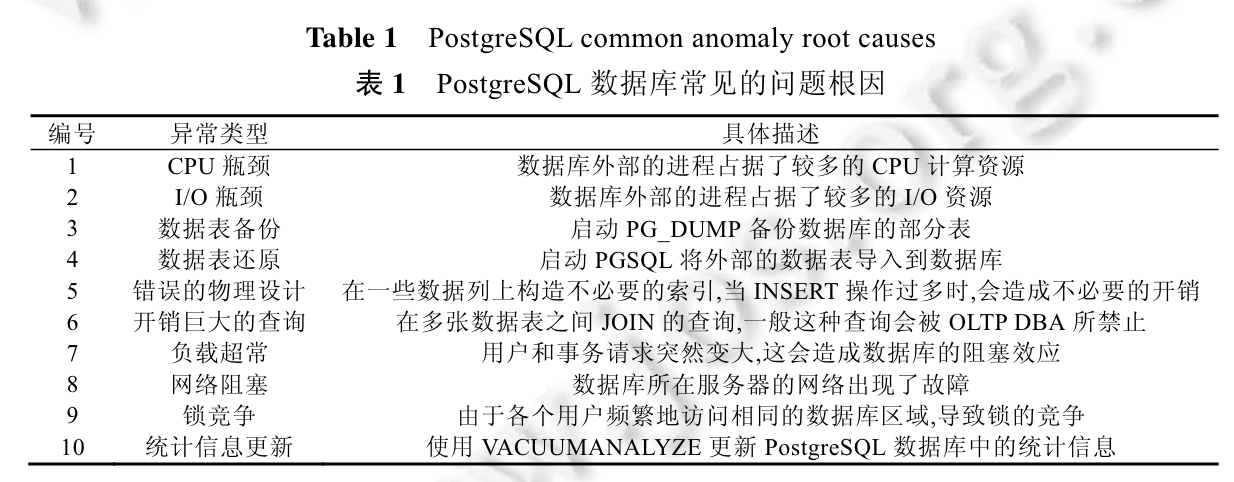 Table 1 PostgreSQL common anomaly root causes
表 1 PostgreSQL 数据库常见的问题根因
编号 异常类型 具体描述
1 CPU 瓶颈 数据库外部的进程占据了较多的 CPU 计算资源
2 I/O 瓶颈 数据库外部的进程占据了较多的 I/O 资源
3 数据表备份 启动 PG_DUMP 备份数据库的部分表
4 数据表还原 启动 PGSQL 将外部的数据表导入到数据库
5 错误的物理设计 在一些数据列上构造不必要的索引,当 INSERT 操作过多时,会造成不必要的开销
6 开销巨大的查询 在多张数据表之间 JOIN 的查询,一般这种查询会被 OLTP DBA 所禁止
7 负载超常 用户和事务请求突然变大,这会造成数据库的阻塞效应
8 网络阻塞 数据库所在服务器的网络出现了故障
9 锁竞争 由于各个用户频繁地访问相同的数据库区域,导致锁的竞争
10 统计信息更新 使用 VACUUMANALYZE 更新 PostgreSQL 数据库中的统计信息